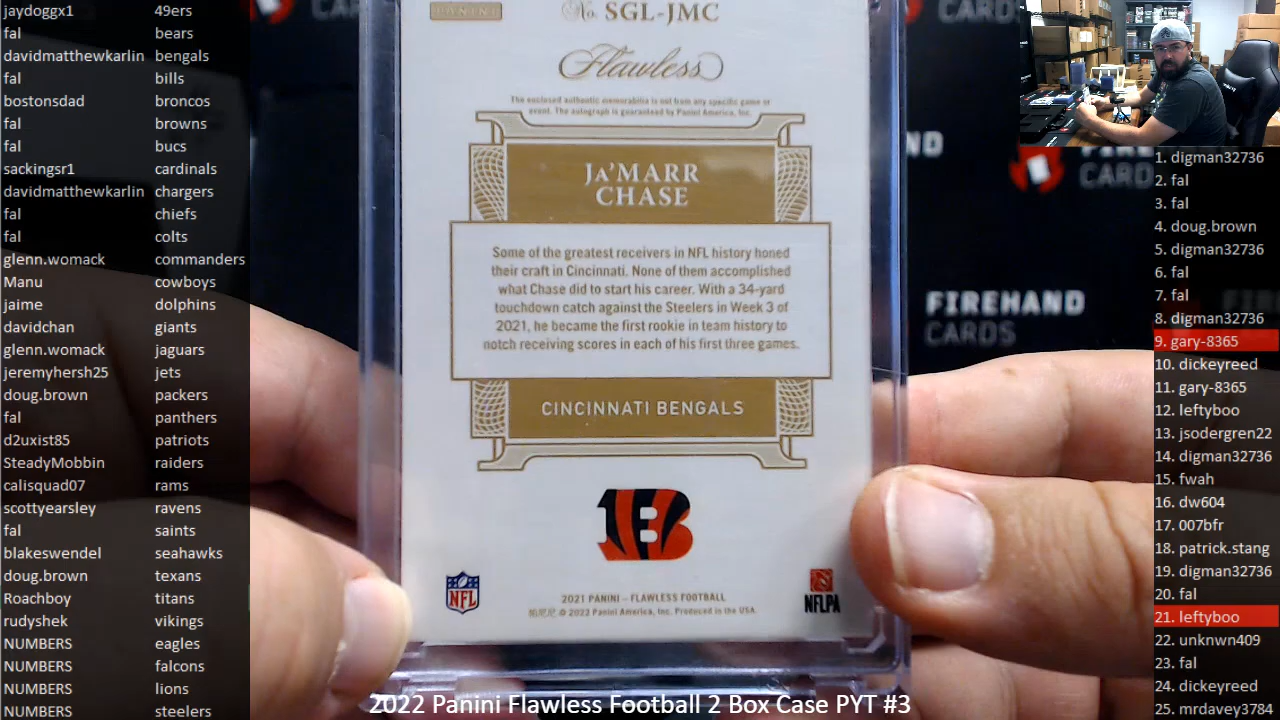 jaydoggx1 49ers
fal bears
davidmatthewkarlin bengals
fal bills
bostonsdad broncos
fal browns
fal bucs
sackingsr1 cardinals
davidmatthewkarlin chargers
fal chiefs
fal colts
glenn.womack commanders
Manu cowboys
jaime dolphins
davidchan giants
glenn.womack jaguars
jeremyhersh25 jets
doug.brown packers
fal panthers
d2uxist85 patriots
SteadyMobbin raiders
calisquad07 rams
scottyearsley ravens
fal saints
blakeswendel seahawks
doug.brown texans
Roachboy titans
rudyshek vikings
NUMBERS eagles
NUMBERS falcons
NUMBERS lions
NUMBERS steelers
PANINI
No. SGL-JMC
Flawless
The enclosed authentic memorabilia is not from any specific game or
event. The autograph is guaranteed by Panini America, Inc.
JA'MARR
CHASE
Some of the greatest receivers in NFL history honed
their craft in Cincinnati. None of them accomplished
what Chase did to start his career. With a 34-yard
touchdown catch against the Steelers in Week 3 of
2021, he became the first rookie in team history to
notch receiving scores in each of his first three games.
CINCINNATI BENGALS
B
NFL
NFLPA
2021 PANINI – FLAWLESS FOOTBALL
© 2022 Panini America, Inc. Produced in the USA.
2022 Panini Flawless Football 2 Box Case PYT #3
CARDS
CARD
ND
FIRE
CARDS
FIREHAND
CARDS
1. digman32736
2. fal
3. fal
4. doug.brown
5. digman32736
6. fal
7. fal
8. digman32736
9. gary-8365
10. dickeyreed
11. gary-8365
12. leftyboo
13. jsodergren22
14. digman32736
15. fwah
16. dw604
17. 007bfr
18. patrick.stang
19. digman32736
20. fal
21. leftyboo
22. unknwn409
23. fal
24. dickeyreed
25. mrdavey3784